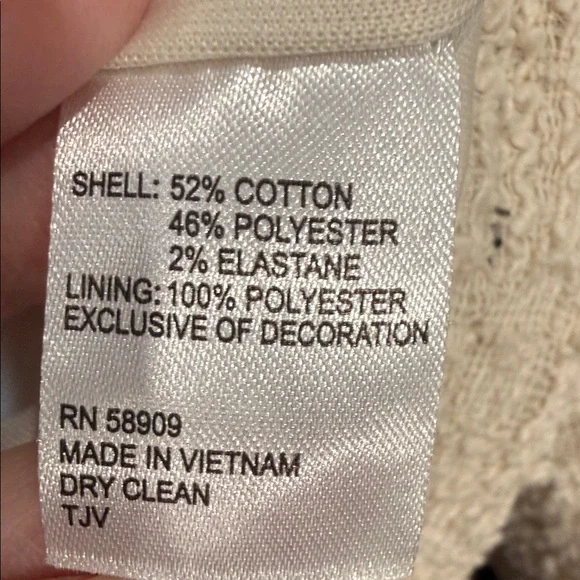 SHELL: 52% COTTON
46% POLYESTER
2% ELASTANE
LINING: 100% POLYESTER
EXCLUSIVE OF DECORATION
RN 58909
MADE IN VIETNAM
DRY CLEAN
TJV